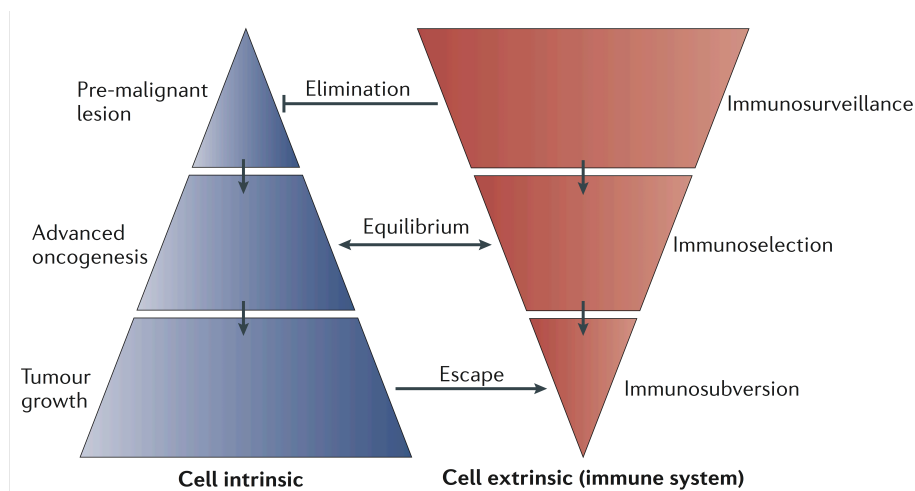 Pre-malignant
lesion
Elimination
Immunosurveillance
Advanced
oncogenesis
Equilibrium
Immunoselection
Tumour
growth
Escape
Immunosubversion
Cell intrinsic
Cell extrinsic (immune system)